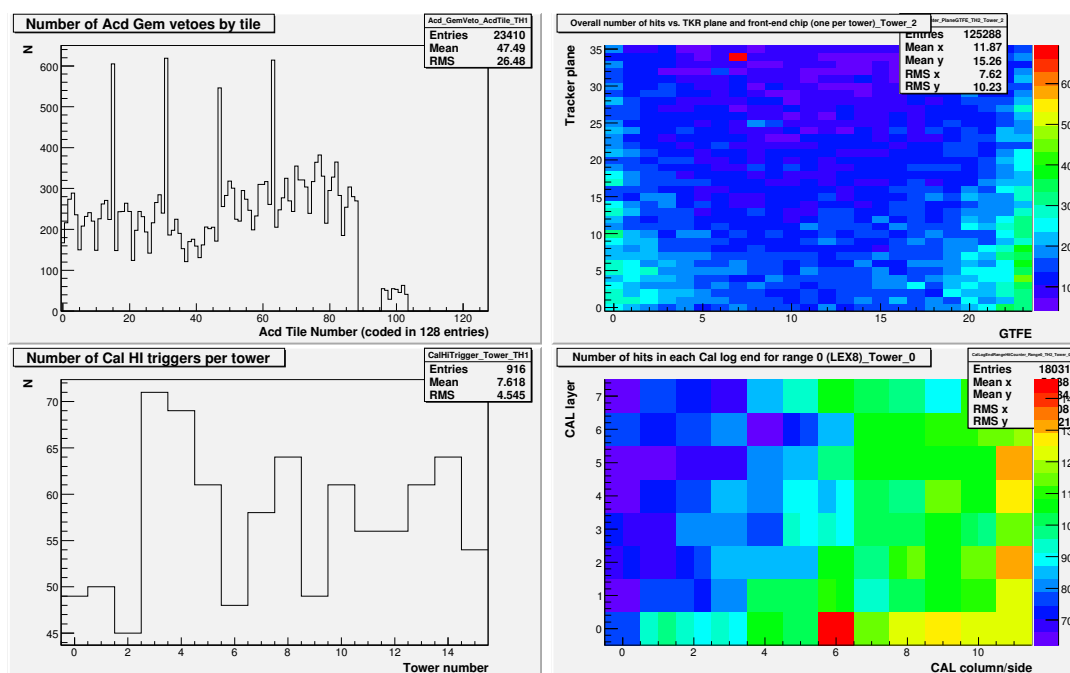 Number of Acd Gem vetoes by tile
Acd_GemVeto_AcdTile_TH1
Entries 23410
Mean 47.49
RMS 26.48
N
600
500
400
300
200
100
0
0 20 40 60 80 100 120
Acd Tile Number (coded in 128 entries)
Overall number of hits vs. TKR plane and front-end chip (one per tower)_Tower_2
ter_PlaneGTFE_TH2_Tower_2
Entries 125288
Mean x 11.87
Mean y 15.26
RMS x 7.62
RMS y 10.23
Tracker plane
35
30
25
20
15
10
5
0
0 5 10 15 20
GTFE
Number of Cal HI triggers per tower
CalHiTrigger_Tower_TH1
Entries 916
Mean 7.618
RMS 4.545
N
70
65
60
55
50
45
0 2 4 6 8 10 12 14
Tower number
Number of hits in each Cal log end for range 0 (LEX8)_Tower_0
Entries 18031
Mean x
Mean y
RMS x
RMS y
CAL layer
7
6
5
4
3
2
1
0
0 2 4 6 8 10
CAL column/side